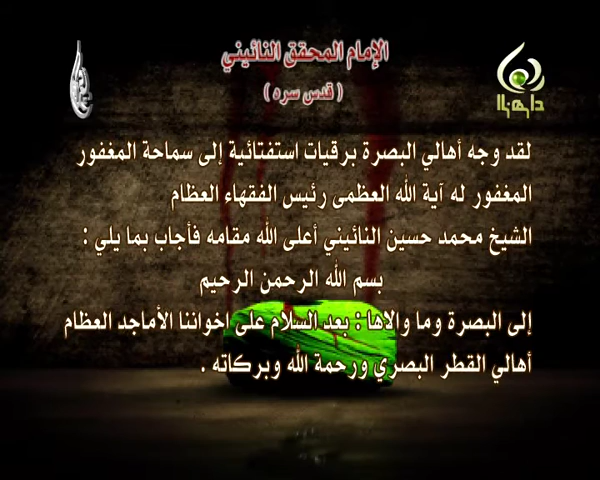 الإمام المحقق النائيني
( قدس سره )
لقد وجه أهالي البصرة برقيات استفتائية إلى سماحة المغفور
المغفور له آية الله العظمى رئيس الفقهاء العظام
الشيخ محمد حسين النائيني أعلى الله مقامه فأجاب بما يلي :
بسم الله الرحمن الرحيم
إلى البصرة وما والاها : بعد السلام على اخواننا الأماجد العظام
أهالي القطر البصري ورحمة الله وبركاته .